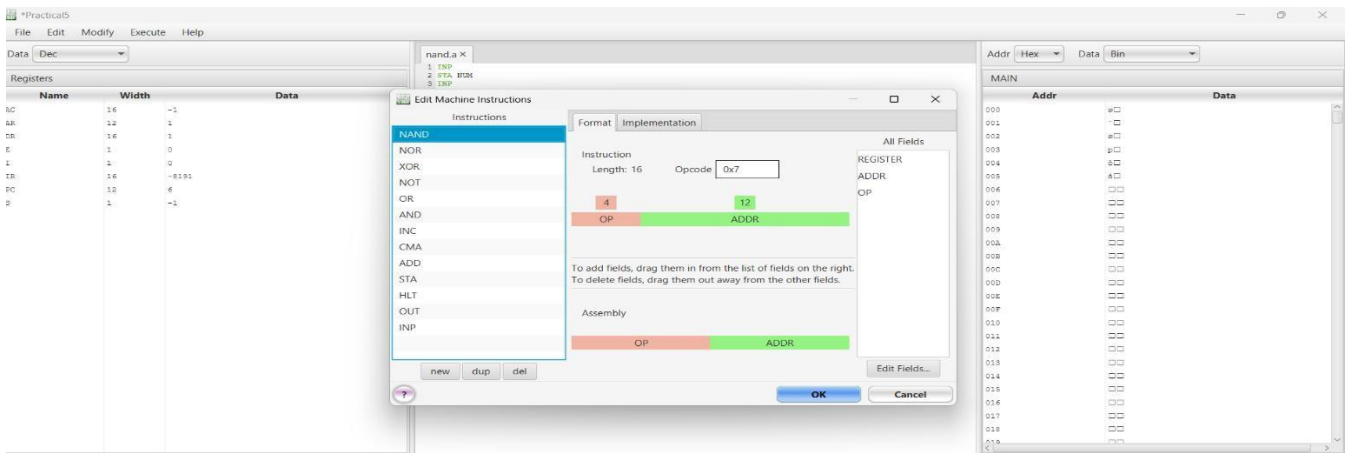 *Practical5
File Edit Modify Execute Help
Data Dec
Registers
Name Width Data
AC 16 -1
AR 12 1
DR 16 1
E 1 0
I 1 0
IR 16 -8191
PC 12 6
S 1 -1
nand.a ×
1 INP
2 STA NUM
3 INP
Edit Machine Instructions
Instructions
NAND
NOR
XOR
NOT
OR
AND
INC
CMA
ADD
STA
HLT
OUT
INP
new dup del
Format Implementation
Instruction
Length: 16 Opcode 0x7
4 12
OP ADDR
To add fields, drag them in from the list of fields on the right.
To delete fields, drag them out away from the other fields.
Assembly
OP ADDR
All Fields
REGISTER
ADDR
OP
Edit Fields...
? OK Cancel
Addr Hex Data Bin
MAIN
Addr Data
000
001
002
003
004
005
006
007
008
009
00A
00B
00C
00D
00E
00F
010
011
012
013
014
015
016
017
018